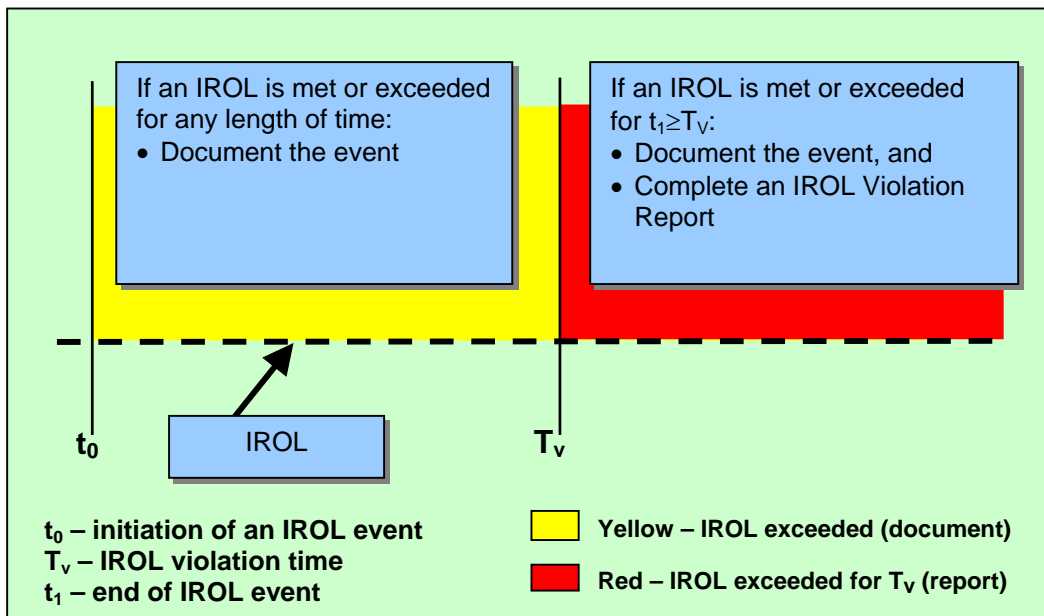 If an IROL is met or exceeded
for any length of time:
• Document the event
If an IROL is met or exceeded
for t₁≥Tᵥ:
• Document the event, and
• Complete an IROL Violation
Report
IROL
t₀
Tᵥ
t₀ – initiation of an IROL event
Tᵥ – IROL violation time
t₁ – end of IROL event
Yellow – IROL exceeded (document)
Red – IROL exceeded for Tᵥ (report)